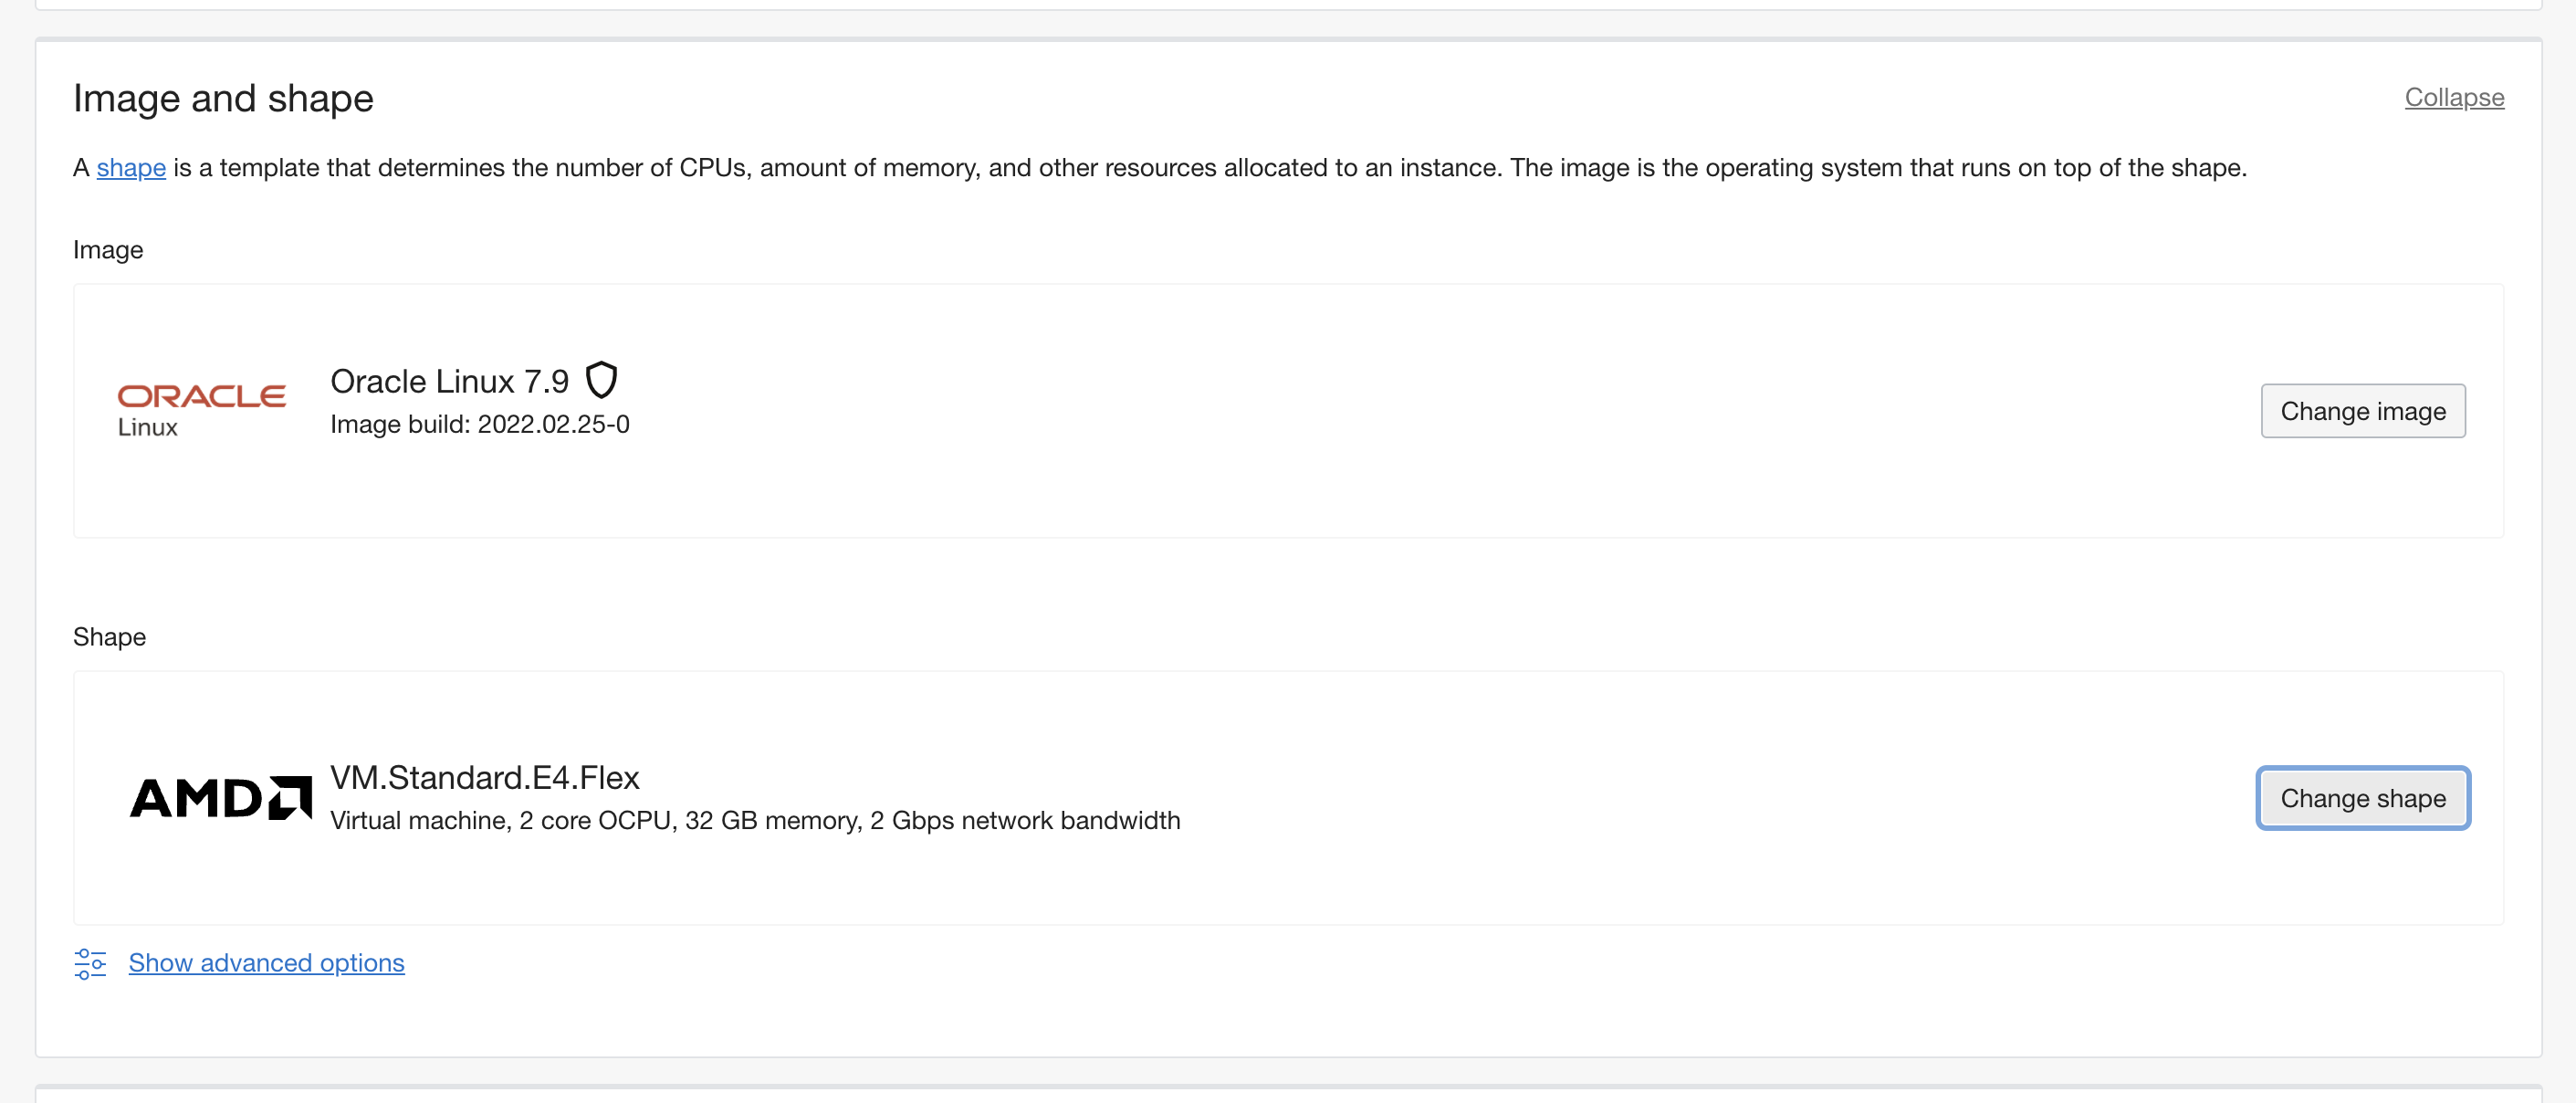 Image and shape
Collapse
A shape is a template that determines the number of CPUs, amount of memory, and other resources allocated to an instance. The image is the operating system that runs on top of the shape.
Image
ORACLE
Linux
Oracle Linux 7.9
Image build: 2022.02.25-0
Change image
Shape
AMD
VM.Standard.E4.Flex
Virtual machine, 2 core OCPU, 32 GB memory, 2 Gbps network bandwidth
Change shape
Show advanced options